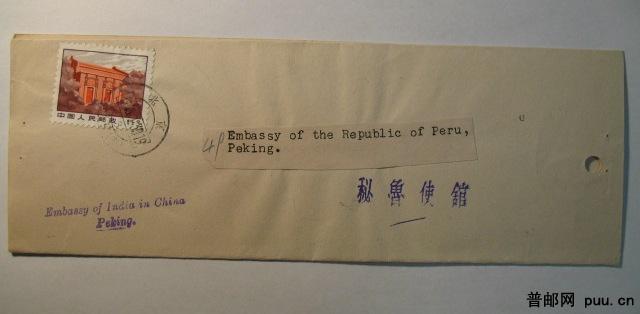 中国人民邮政
Embassy of the Republic of Peru,
Peking.
秘魯使館
Embassy of India in China
Peking.
普邮网 puu.cn